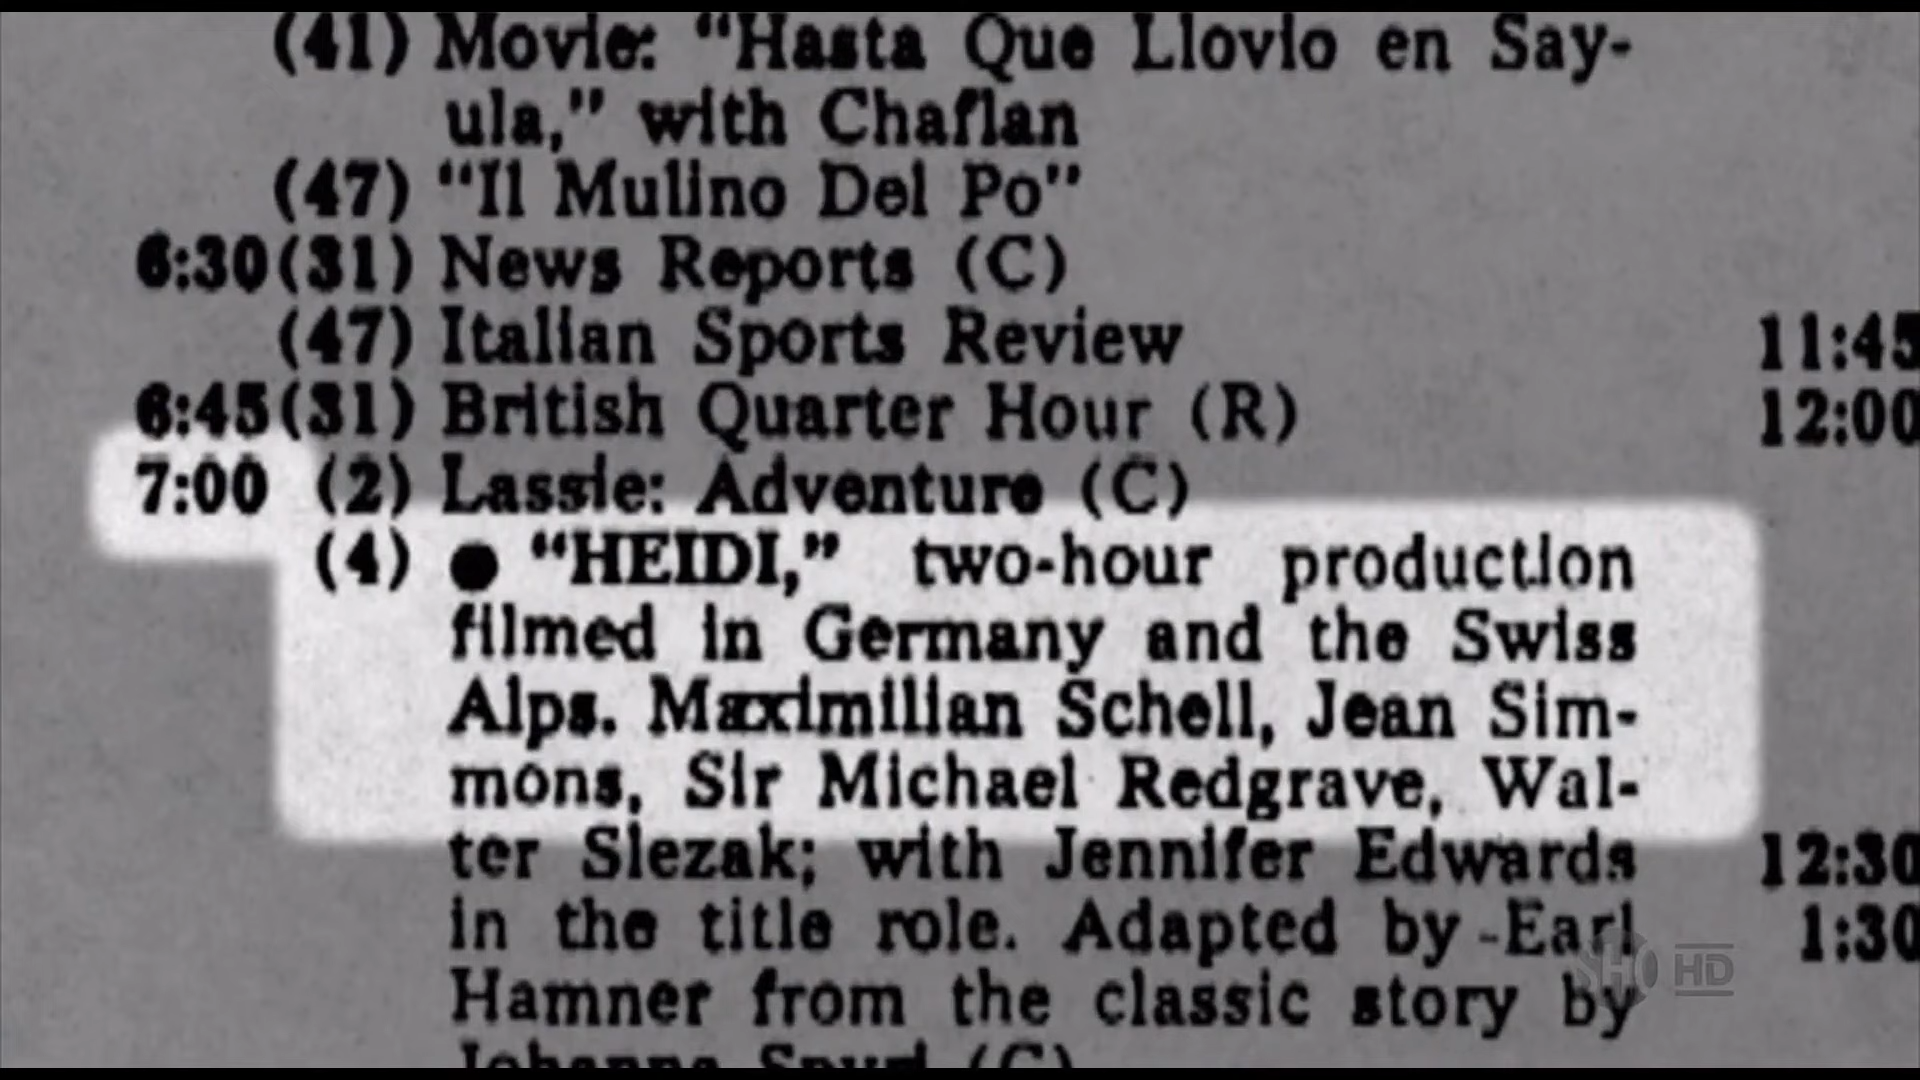 (41) Movie: "Hasta Que Llovio en Say-
ula," with Chaflan
(47) "Il Mulino Del Po"
6:30 (31) News Reports (C)
(47) Italian Sports Review
11:45
6:45 (31) British Quarter Hour (R)
12:00
7:00 (2) Lassie: Adventure (C)
(4) ● "HEIDI," two-hour production
filmed in Germany and the Swiss
Alps. Maximilian Schell, Jean Sim-
mons, Sir Michael Redgrave, Wal-
ter Slezak; with Jennifer Edwards
12:30
in the title role. Adapted by Earl
1:30
Hamner from the classic story by
Johanna Spyri (C)
SHO HD